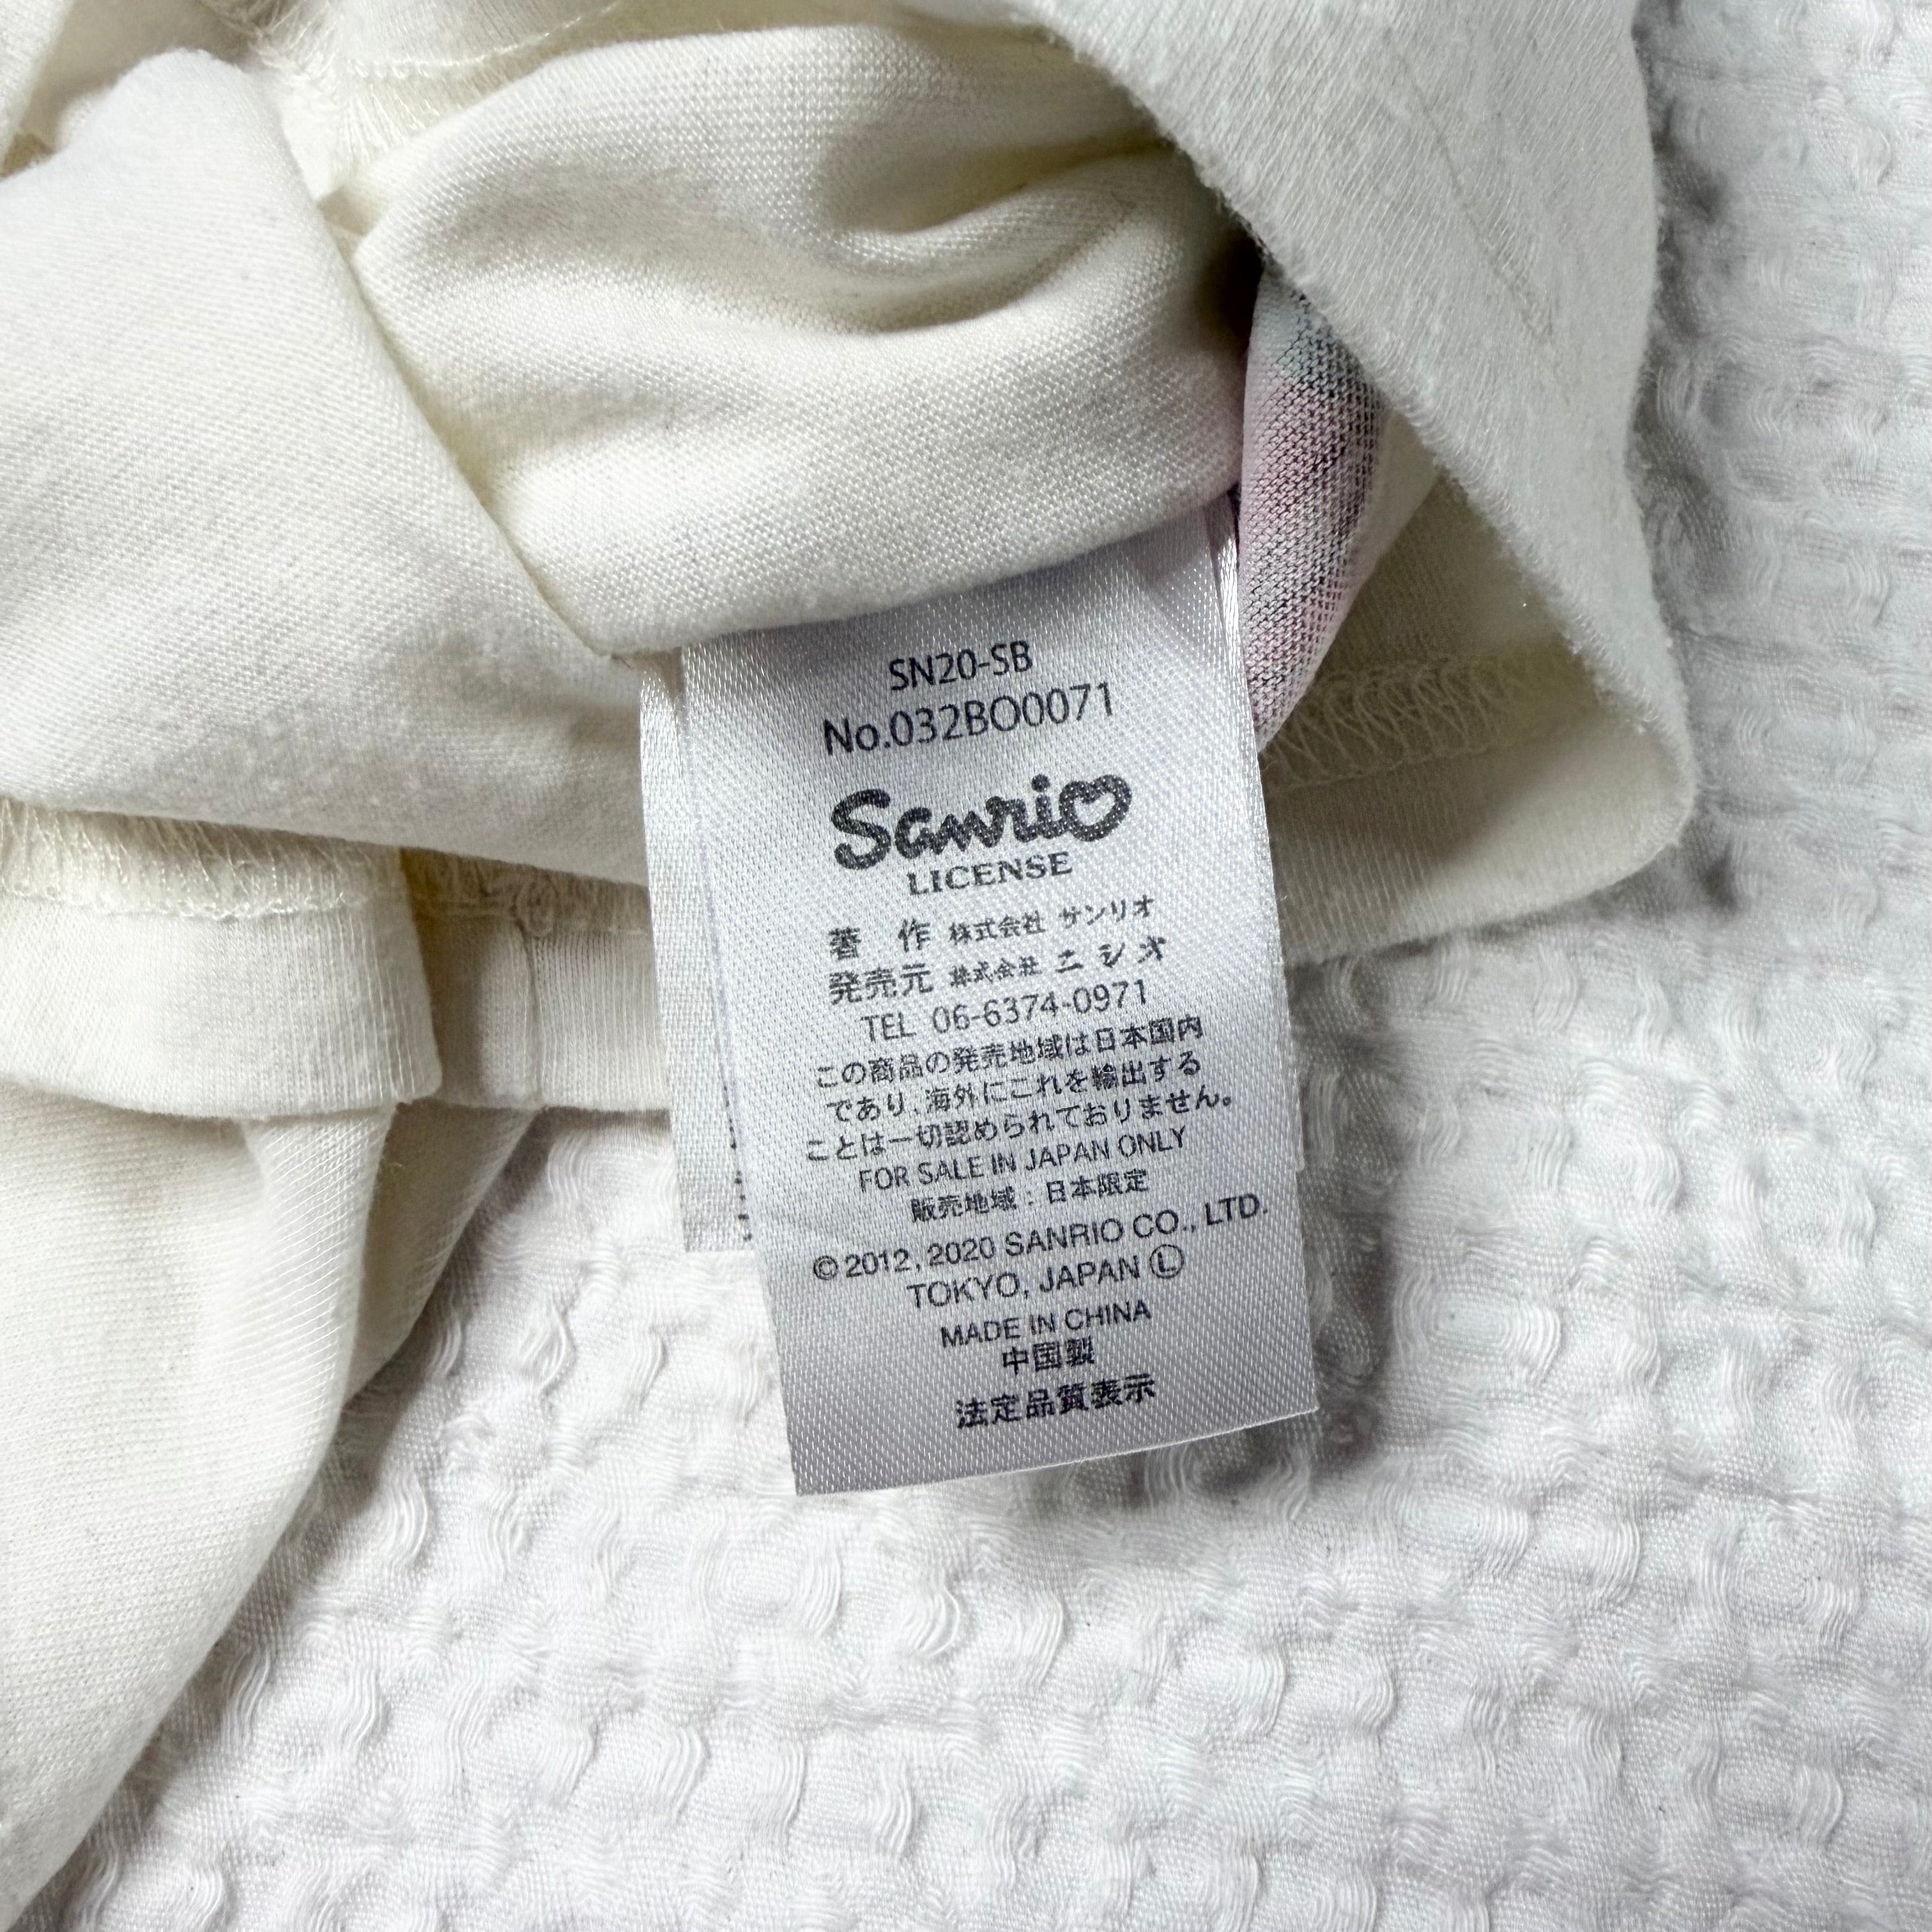 SN20-SB
No.032BO0071
Sanrio
LICENSE
著 作 株式会社 サンリオ
発売元 株式会社 ニシオ
TEL 06-6374-0971
この商品の発売地域は日本国内
であり、海外にこれを輸出する
ことは一切認められておりません。
FOR SALE IN JAPAN ONLY
販売地域：日本限定
©2012, 2020 SANRIO CO., LTD.
TOKYO, JAPAN Ⓛ
MADE IN CHINA
中国製
法定品質表示